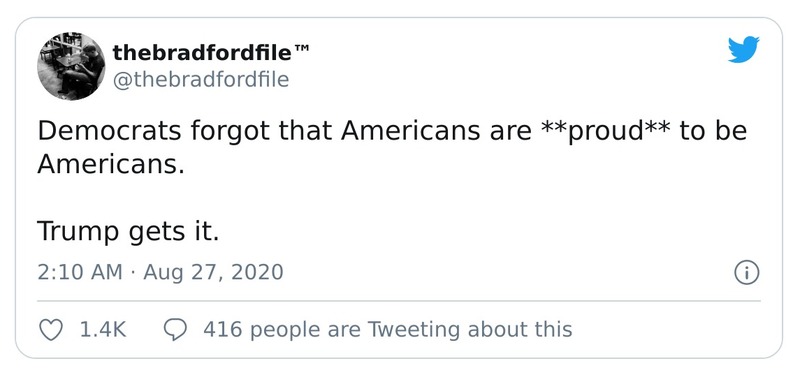 thebradfordfile™
@thebradfordfile
Democrats forgot that Americans are **proud** to be
Americans.
Trump gets it.
2:10 AM · Aug 27, 2020
1.4K 416 people are Tweeting about this